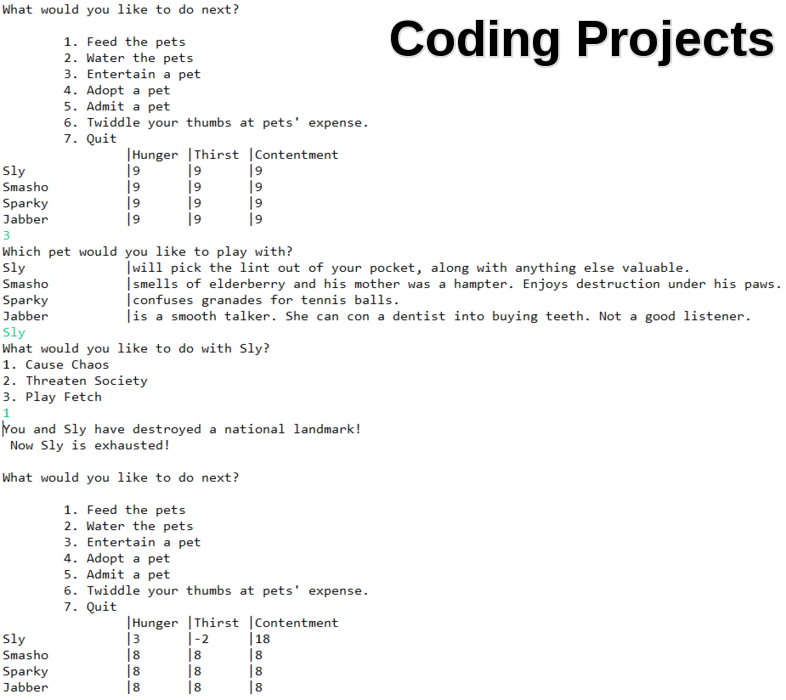 Coding Projects
What would you like to do next?
1. Feed the pets
2. Water the pets
3. Entertain a pet
4. Adopt a pet
5. Admit a pet
6. Twiddle your thumbs at pets' expense.
7. Quit
|Hunger |Thirst |Contentment
Sly |9 |9 |9
Smasho |9 |9 |9
Sparky |9 |9 |9
Jabber |9 |9 |9
3
Which pet would you like to play with?
Sly |will pick the lint out of your pocket, along with anything else valuable.
Smasho |smells of elderberry and his mother was a hampter. Enjoys destruction under his paws.
Sparky |confuses granades for tennis balls.
Jabber |is a smooth talker. She can con a dentist into buying teeth. Not a good listener.
Sly
What would you like to do with Sly?
1. Cause Chaos
2. Threaten Society
3. Play Fetch
1
You and Sly have destroyed a national landmark!
Now Sly is exhausted!
What would you like to do next?
1. Feed the pets
2. Water the pets
3. Entertain a pet
4. Adopt a pet
5. Admit a pet
6. Twiddle your thumbs at pets' expense.
7. Quit
|Hunger |Thirst |Contentment
Sly |3 |-2 |18
Smasho |8 |8 |8
Sparky |8 |8 |8
Jabber |8 |8 |8